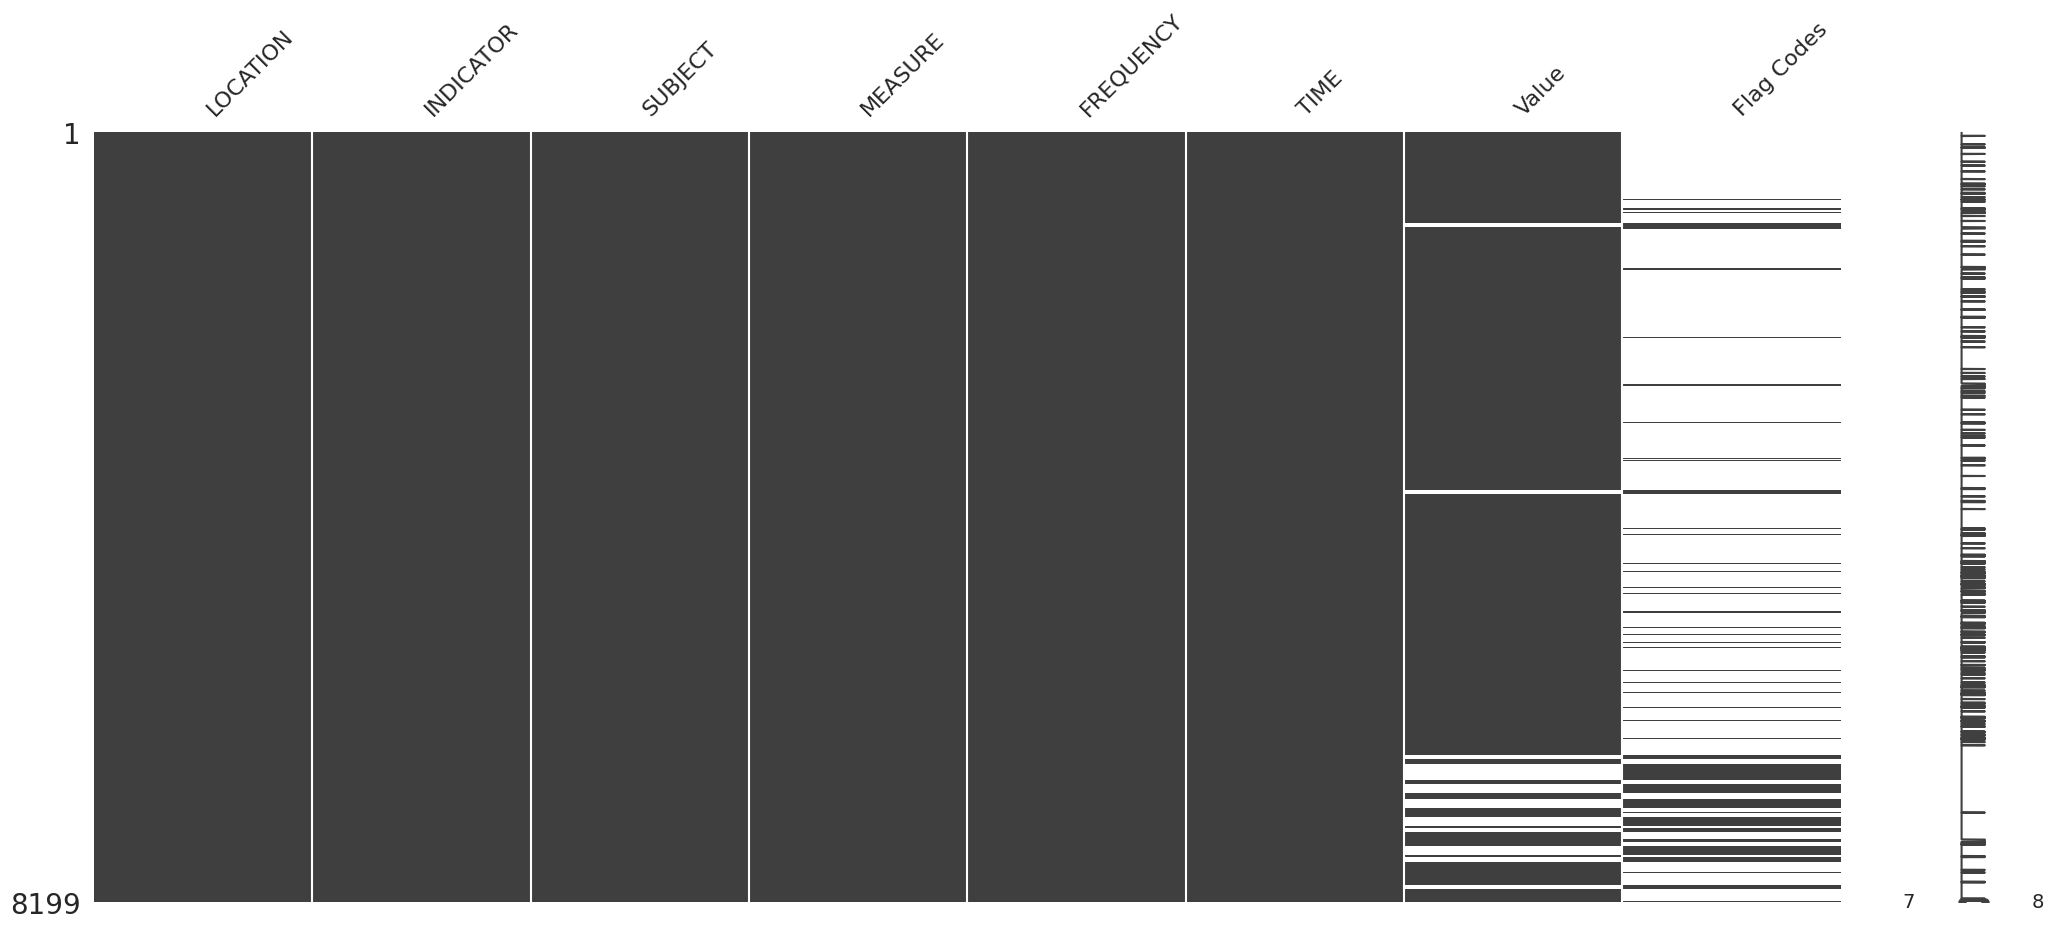 LOCATION
INDICATOR
SUBJECT
MEASURE
FREQUENCY
TIME
Value
Flag Codes
1
8199
7
8